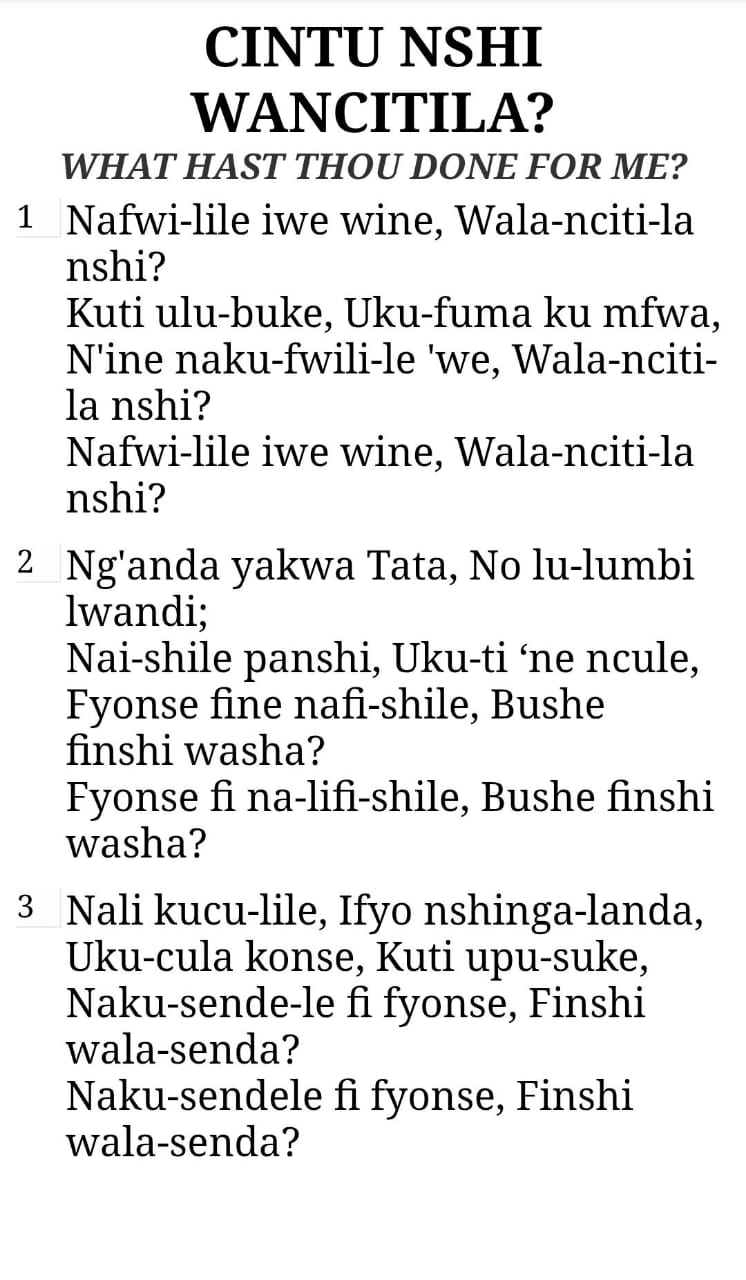 CINTU NSHI
WANCITILA?
WHAT HAST THOU DONE FOR ME?
1 Nafwi-lile iwe wine, Wala-nciti-la
nshi?
Kuti ulu-buke, Uku-fuma ku mfwa,
N'ine naku-fwili-le 'we, Wala-nciti-
la nshi?
Nafwi-lile iwe wine, Wala-nciti-la
nshi?
2 Ng'anda yakwa Tata, No lu-lumbi
lwandi;
Nai-shile panshi, Uku-ti ‘ne ncule,
Fyonse fine nafi-shile, Bushe
finshi washa?
Fyonse fi na-lifi-shile, Bushe finshi
washa?
3 Nali kucu-lile, Ifyo nshinga-landa,
Uku-cula konse, Kuti upu-suke,
Naku-sende-le fi fyonse, Finshi
wala-senda?
Naku-sendele fi fyonse, Finshi
wala-senda?